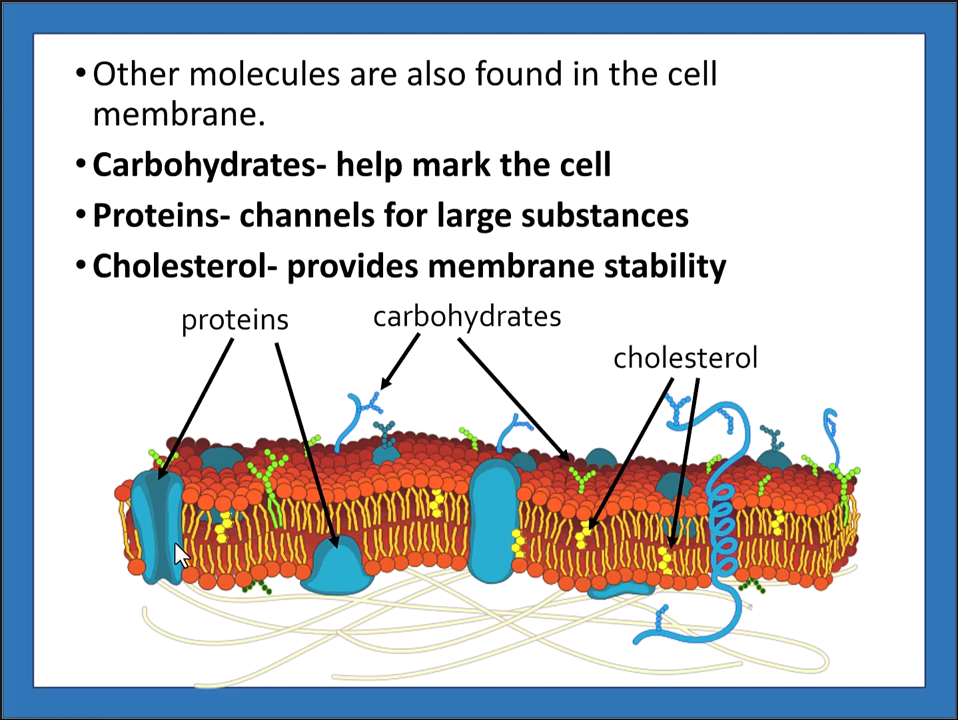 •Other molecules are also found in the cell
membrane.
•Carbohydrates- help mark the cell
•Proteins- channels for large substances
•Cholesterol- provides membrane stability
proteins
carbohydrates
cholesterol